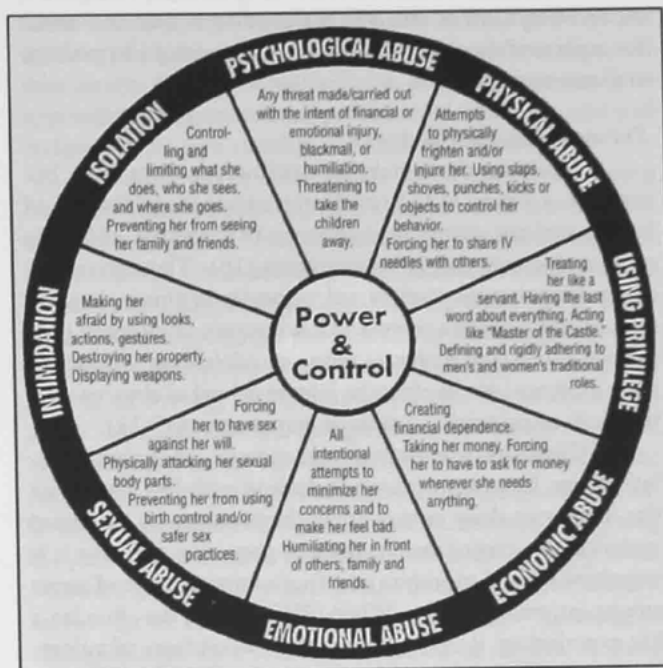 PSYCHOLOGICAL ABUSE
Any threat made/carried out
with the intent of financial or
emotional injury,
blackmail, or
humiliation.
Threatening to
take the
children
away.
PHYSICAL ABUSE
Attempts
to physically
frighten and/or
injure her. Using slaps,
shoves, punches, kicks or
objects to control her
behavior.
Forcing her to share IV
needles with others.
USING PRIVILEGE
Treating
her like a
servant. Having the last
word about everything. Acting
like "Master of the Castle."
Defining and rigidly adhering to
men's and women's traditional
roles.
ECONOMIC ABUSE
Creating
financial dependence.
Taking her money. Forcing
her to have to ask for money
whenever she needs
anything.
EMOTIONAL ABUSE
All
intentional
attempts to
minimize her
concerns and to
make her feel bad.
Humiliating her in front
of others, family and
friends.
SEXUAL ABUSE
Forcing
her to have sex
against her will.
Physically attacking her sexual
body parts.
Preventing her from using
birth control and/or
safer sex
practices.
INTIMIDATION
Making her
afraid by using looks,
actions, gestures.
Destroying her property.
Displaying weapons.
ISOLATION
Control-
ling and
limiting what she
does, who she sees,
and where she goes.
Preventing her from seeing
her family and friends.
Power
&
Control